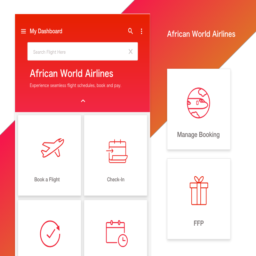 My Dashboard
Search Flight Here
X
African World Airlines
Experience seamless flight schedules, book and pay.
Book a Flight
Check-In
African World Airlines
Manage Booking
FFP